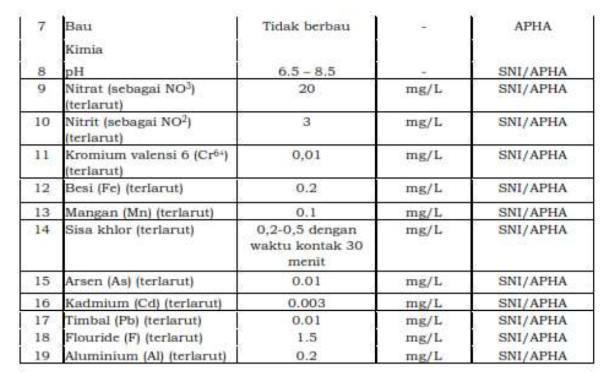 7 Bau Tidak berbau - APHA
Kimia
8 pH 6.5 – 8.5 - SNI/APHA
9 Nitrat (sebagai NO³) 20 mg/L SNI/APHA
(terlarut)
10 Nitrit (sebagai NO²) 3 mg/L SNI/APHA
(terlarut)
11 Kromium valensi 6 (Cr⁶⁺) 0,01 mg/L SNI/APHA
(terlarut)
12 Besi (Fe) (terlarut) 0.2 mg/L SNI/APHA
13 Mangan (Mn) (terlarut) 0.1 mg/L SNI/APHA
14 Sisa khlor (terlarut) 0,2-0,5 dengan mg/L SNI/APHA
waktu kontak 30
menit
15 Arsen (As) (terlarut) 0.01 mg/L SNI/APHA
16 Kadmium (Cd) (terlarut) 0.003 mg/L SNI/APHA
17 Timbal (Pb) (terlarut) 0.01 mg/L SNI/APHA
18 Flouride (F) (terlarut) 1.5 mg/L SNI/APHA
19 Aluminium (Al) (terlarut) 0.2 mg/L SNI/APHA